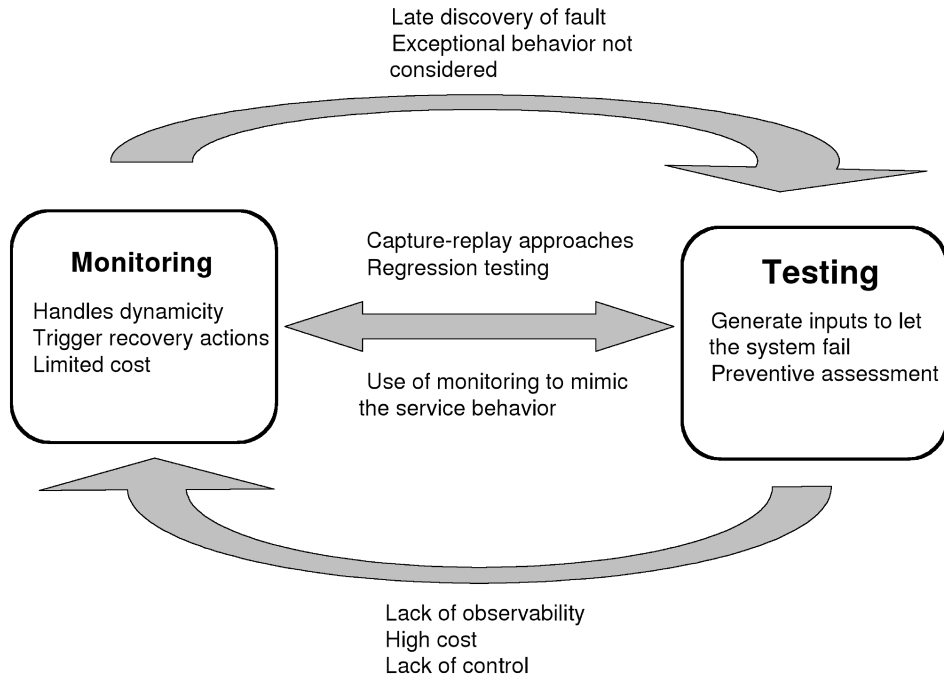 Late discovery of fault
Exceptional behavior not
considered
Monitoring
Handles dynamicity
Trigger recovery actions
Limited cost
Capture-replay approaches
Regression testing
Use of monitoring to mimic
the service behavior
Testing
Generate inputs to let
the system fail
Preventive assessment
Lack of observability
High cost
Lack of control